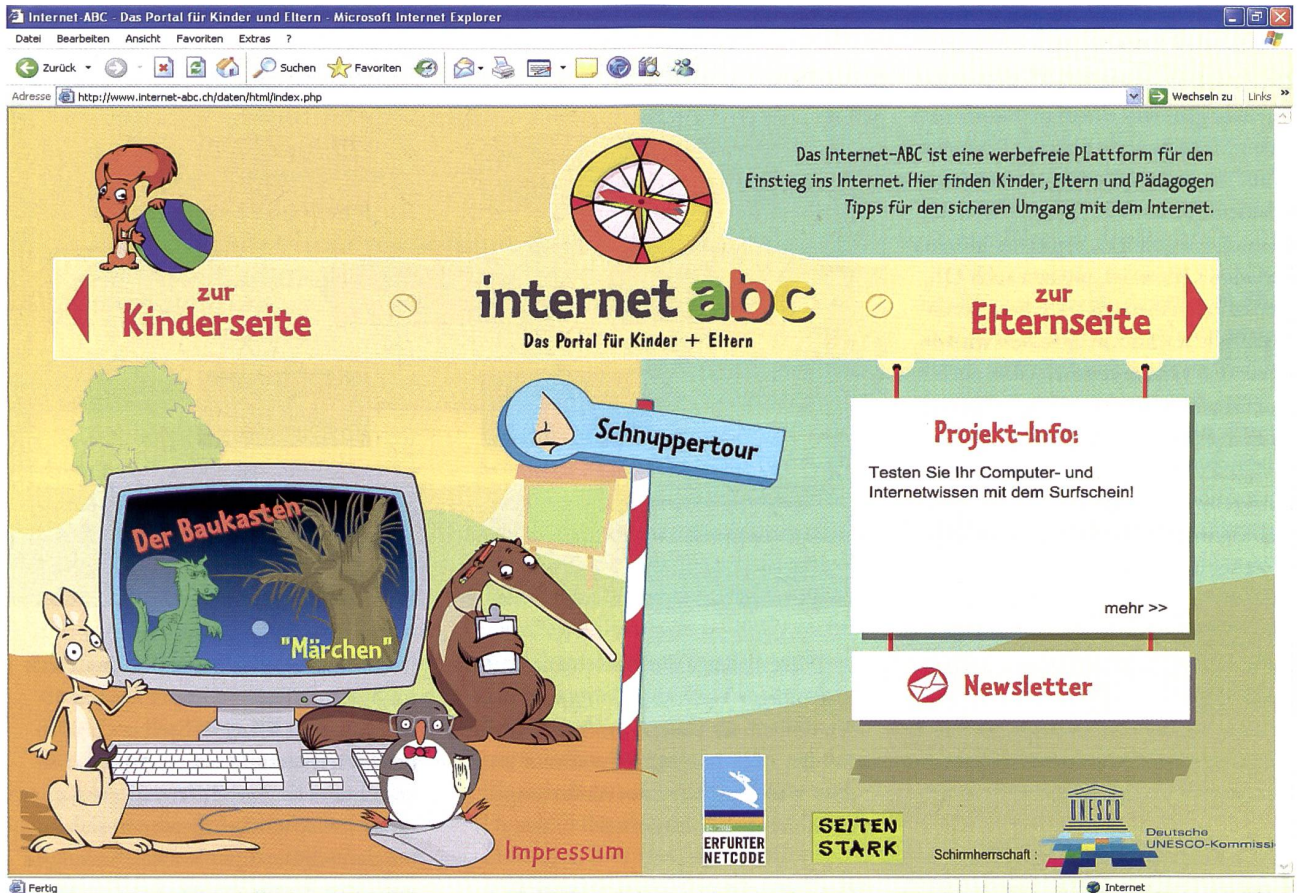 Internet-ABC - Das Portal für Kinder und Eltern - Microsoft Internet Explorer
Datei Bearbeiten Ansicht Favoriten Extras ?
Zurück Suchen Favoriten
Adresse http://www.internet-abc.ch/daten/html/index.php Wechseln zu Links »
Das Internet-ABC ist eine werbefreie PLattform für den
Einstieg ins Internet. Hier finden Kinder, Eltern und Pädagogen
Tipps für den sicheren Umgang mit dem Internet.
zur
Kinderseite
internet abc
Das Portal für Kinder + Eltern
zur
Elternseite
Schnuppertour
Projekt-Info:
Testen Sie Ihr Computer- und
Internetwissen mit dem Surfschein!
mehr >>
Der Baukasten
"Märchen"
Newsletter
Impressum
ERFURTER
NETCODE
SEITEN
STARK
Schirmherrschaft :
UNESCO
Deutsche
UNESCO-Kommissi
Fertig
Internet